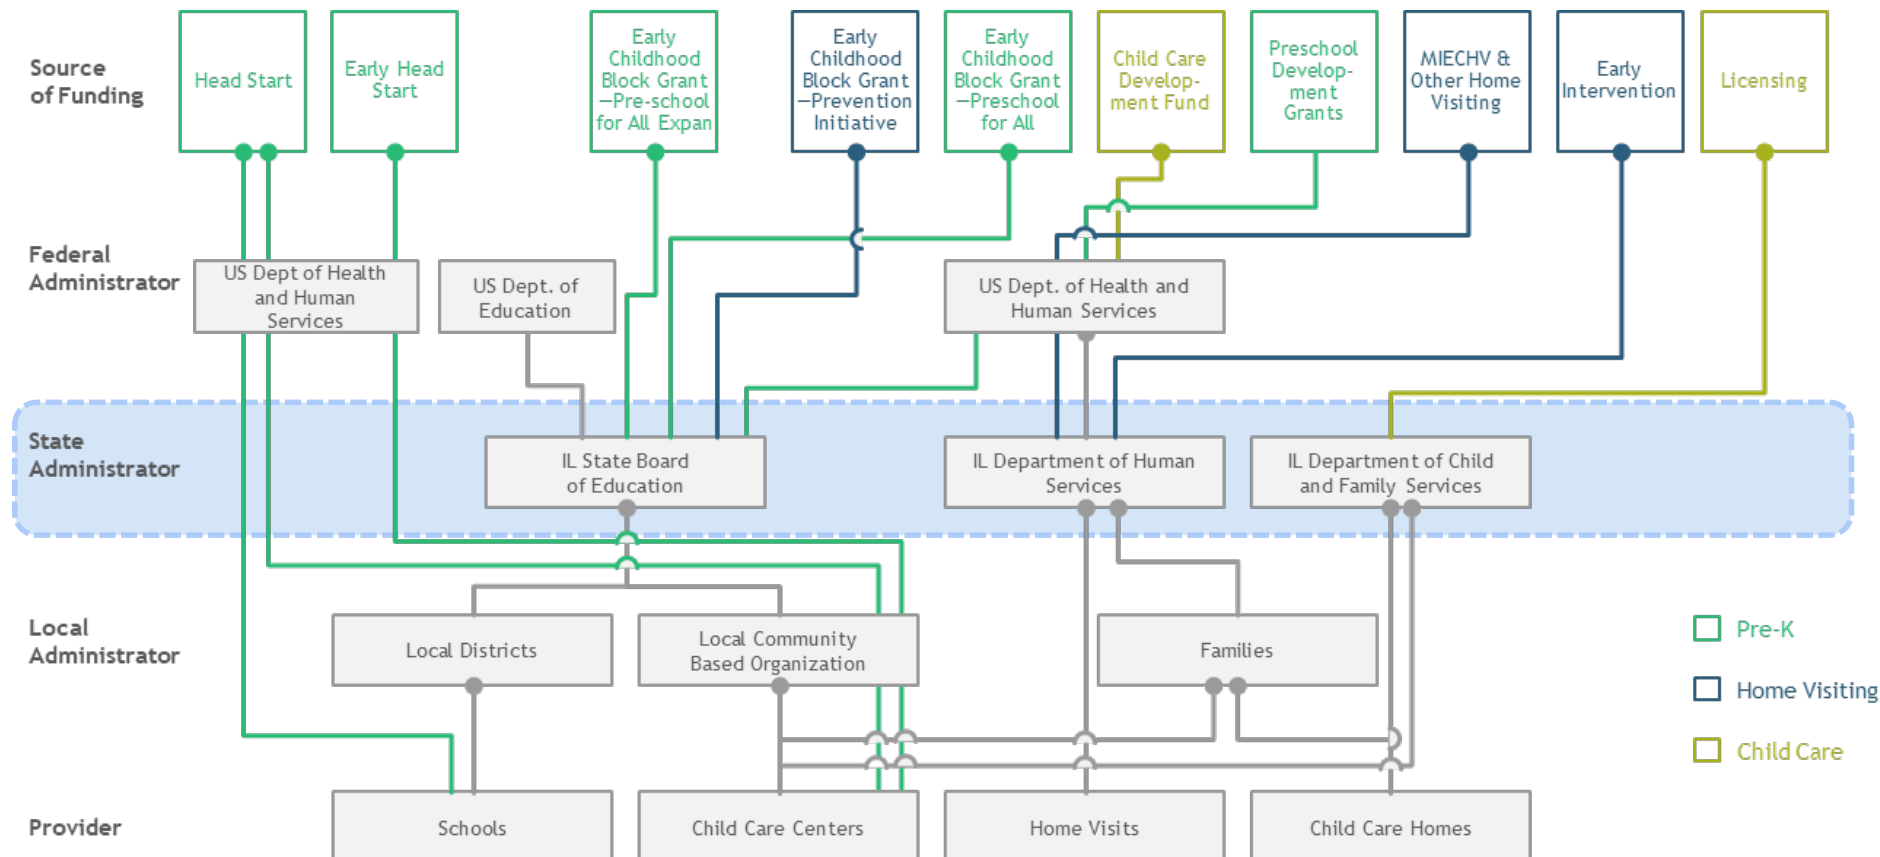 Source
of Funding
Head Start
Early Head
Start
Early
Childhood
Block Grant
—Pre-school
for All Expan
Early
Childhood
Block Grant
—Prevention
Initiative
Early
Childhood
Block Grant
—Preschool
for All
Child Care
Develop-
ment Fund
Preschool
Develop-
ment
Grants
MIECHV &
Other Home
Visiting
Early
Intervention
Licensing
Federal
Administrator
US Dept of Health
and Human
Services
US Dept. of
Education
US Dept. of Health and
Human Services
State
Administrator
IL State Board
of Education
IL Department of Human
Services
IL Department of Child
and Family Services
Local
Administrator
Local Districts
Local Community
Based Organization
Families
Pre-K
Home Visiting
Child Care
Provider
Schools
Child Care Centers
Home Visits
Child Care Homes